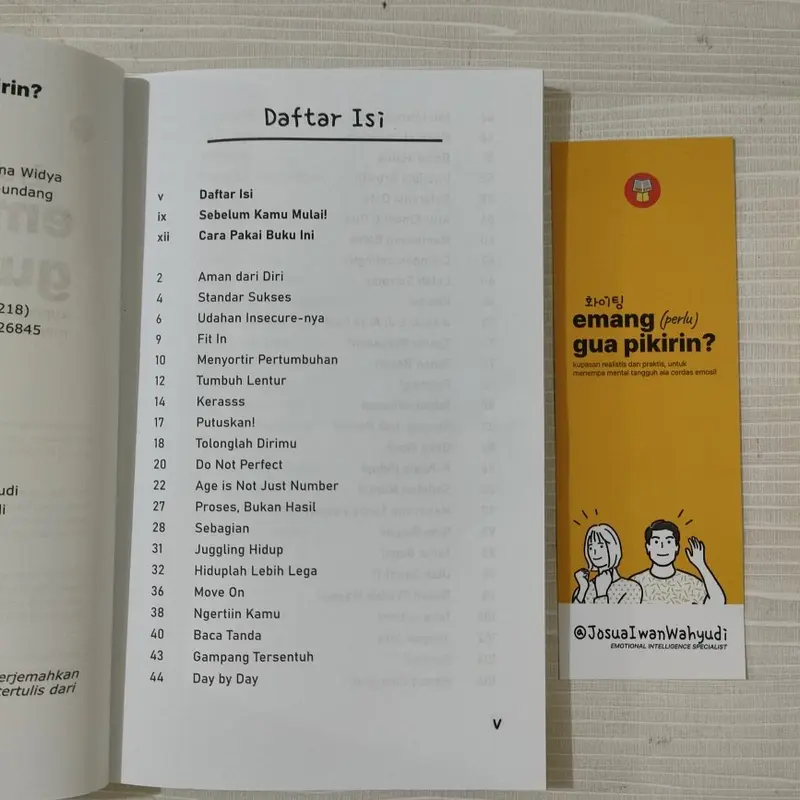 rin?
na Widya
undang
218)
26845
udi
li
erjemahkan
tertulis dari
Daftar Isi
v Daftar Isi
ix Sebelum Kamu Mulai!
xii Cara Pakai Buku Ini
2 Aman dari Diri
4 Standar Sukses
6 Udahan Insecure-nya
9 Fit In
10 Menyortir Pertumbuhan
12 Tumbuh Lentur
14 Kerasss
17 Putuskan!
18 Tolonglah Dirimu
20 Do Not Perfect
22 Age is Not Just Number
27 Proses, Bukan Hasil
28 Sebagian
31 Juggling Hidup
32 Hiduplah Lebih Lega
36 Move On
38 Ngertiin Kamu
40 Baca Tanda
43 Gampang Tersentuh
44 Day by Day
V
화이팅
emang (perlu)
gua pikirin?
kupasan realistis dan praktis, untuk
menempa mental tangguh ala cerdas emosi!
@JosuaIwanWahyudi
EMOTIONAL INTELLIGENCE SPECIALIST